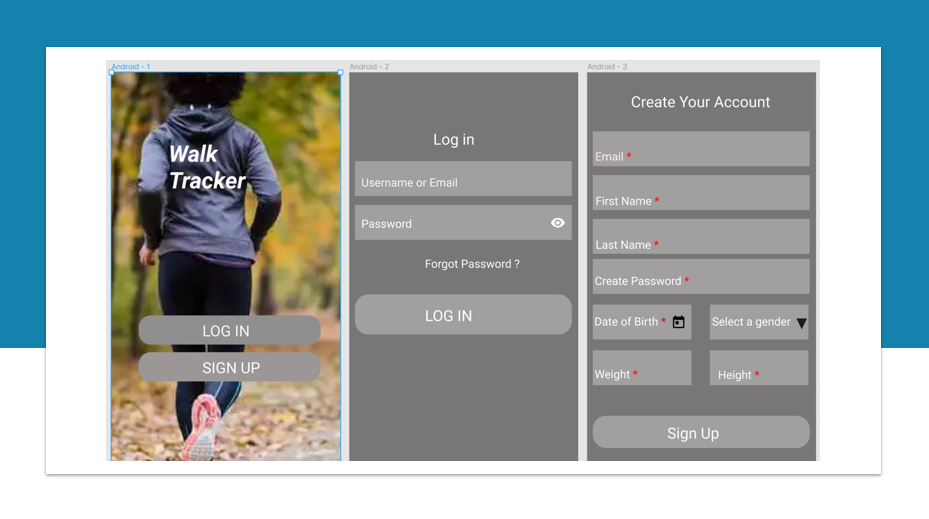 Android - 1
Walk
Tracker
LOG IN
SIGN UP
Android - 2
Log in
Username or Email
Password
Forgot Password ?
LOG IN
Android - 3
Create Your Account
Email *
First Name *
Last Name *
Create Password *
Date of Birth * Select a gender
Weight * Height *
Sign Up